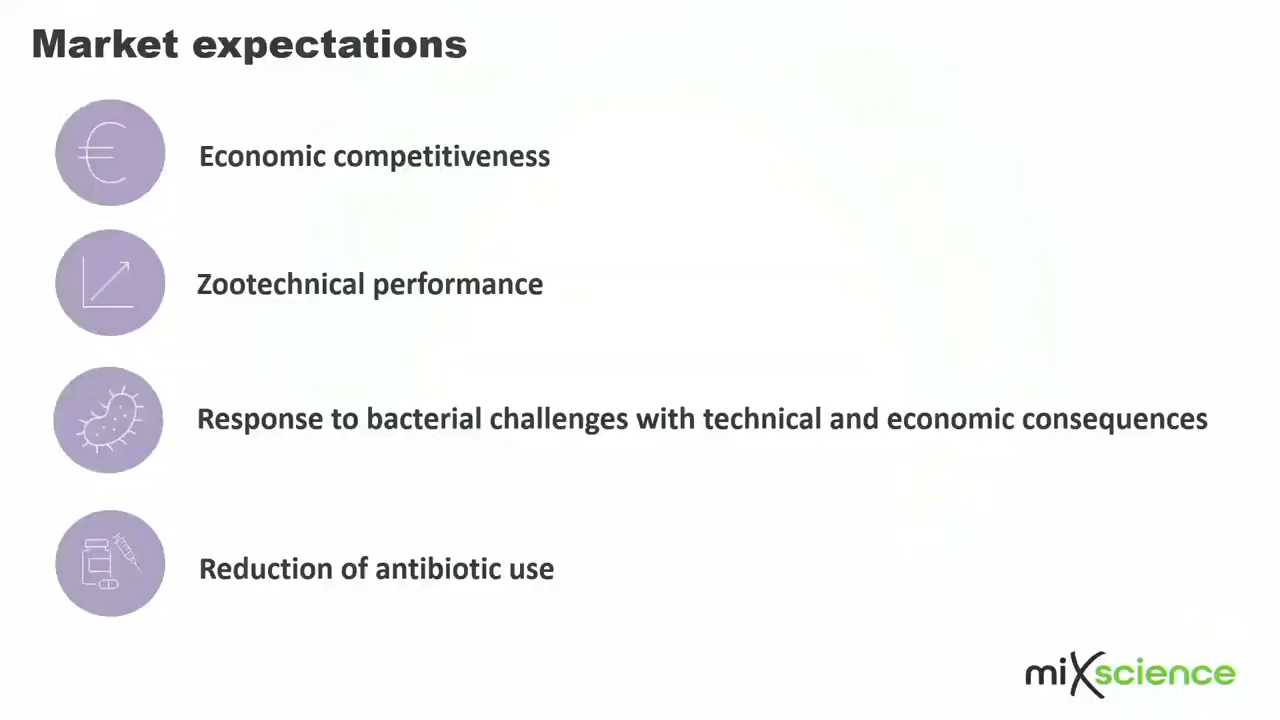 Market expectations
€
Economic competitiveness
Zootechnical performance
Response to bacterial challenges with technical and economic consequences
Reduction of antibiotic use
miXscience